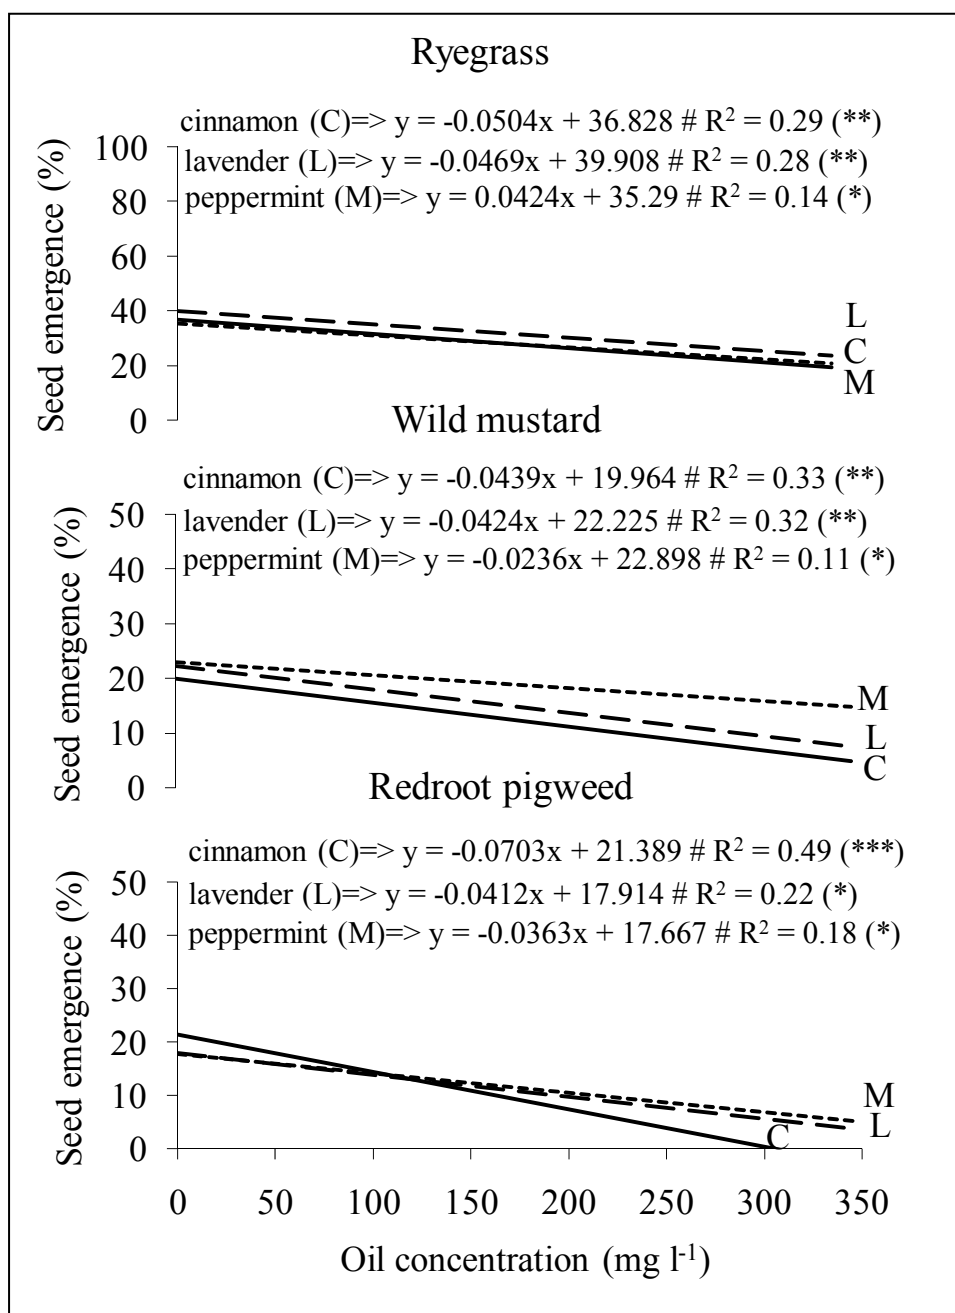 Ryegrass
cinnamon (C)=> y = -0.0504x + 36.828 # R² = 0.29 (**)
lavender (L)=> y = -0.0469x + 39.908 # R² = 0.28 (**)
peppermint (M)=> y = 0.0424x + 35.29 # R² = 0.14 (*)
Seed emergence (%)
100
80
60
40
20
0
L
C
M
Wild mustard
cinnamon (C)=> y = -0.0439x + 19.964 # R² = 0.33 (**)
lavender (L)=> y = -0.0424x + 22.225 # R² = 0.32 (**)
peppermint (M)=> y = -0.0236x + 22.898 # R² = 0.11 (*)
Seed emergence (%)
50
40
30
20
10
0
M
L
C
Redroot pigweed
cinnamon (C)=> y = -0.0703x + 21.389 # R² = 0.49 (***)
lavender (L)=> y = -0.0412x + 17.914 # R² = 0.22 (*)
peppermint (M)=> y = -0.0363x + 17.667 # R² = 0.18 (*)
Seed emergence (%)
50
40
30
20
10
0
M
L
C
0 50 100 150 200 250 300 350
Oil concentration (mg l⁻¹)